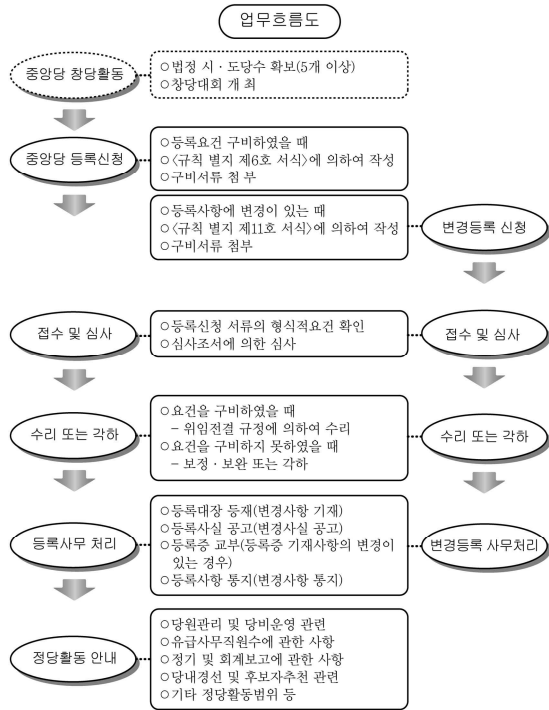 업무흐름도
중앙당 창당활동
○법정 시ㆍ도당수 확보(5개 이상)
○창당대회 개 최
중앙당 등록신청
○등록요건 구비하였을 때
○〈규칙 별지 제6호 서식〉에 의하여 작성
○구비서류 첨 부
○등록사항에 변경이 있는 때
○〈규칙 별지 제11호 서식〉에 의하여 작성
○구비서류 첨부
변경등록 신청
접수 및 심사
○등록신청 서류의 형식적요건 확인
○심사조서에 의한 심사
접수 및 심사
수리 또는 각하
○요건을 구비하였을 때
– 위임전결 규정에 의하여 수리
○요건을 구비하지 못하였을 때
– 보정ㆍ보완 또는 각하
수리 또는 각하
등록사무 처리
○등록대장 등재(변경사항 기재)
○등록사실 공고(변경사실 공고)
○등록증 교부(등록증 기재사항의 변경이
있는 경우)
○등록사항 통지(변경사항 통지)
변경등록 사무처리
정당활동 안내
○당원관리 및 당비운영 관련
○유급사무직원수에 관한 사항
○정기 및 회계보고에 관한 사항
○당내경선 및 후보자추천 관련
○기타 정당활동범위 등